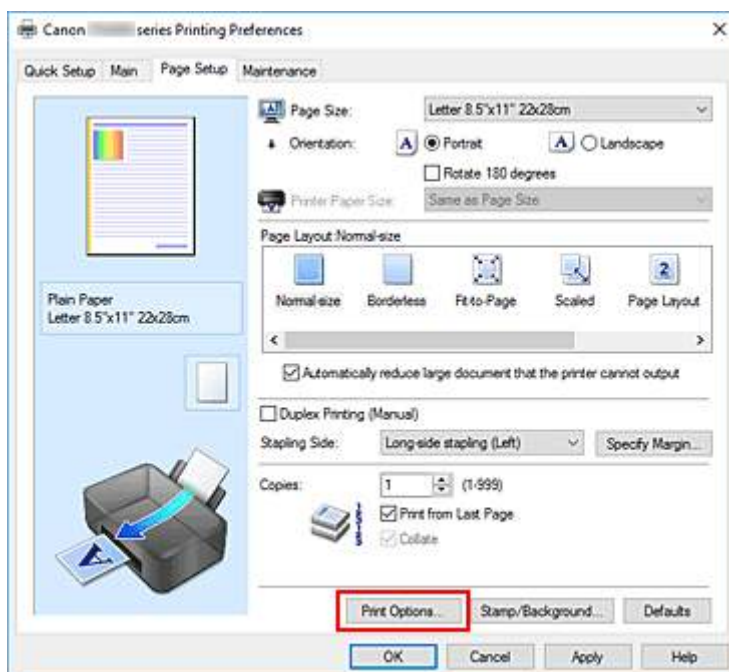 Canon series Printing Preferences
Quick Setup Main Page Setup Maintenance
Page Size: Letter 8.5"x11" 22x28cm
Orientation: A Portrait A Landscape
Rotate 180 degrees
Printer Paper Size: Same as Page Size
Page Layout:Normal-size
Normal-size Borderless Fit-to-Page Scaled 2 Page Layout
Plain Paper
Letter 8.5"x11" 22x28cm
Automatically reduce large document that the printer cannot output
Duplex Printing (Manual)
Stapling Side: Long-side stapling (Left) Specify Margin...
Copies: 1 (1-999)
Print from Last Page
Collate
A
Print Options... Stamp/Background... Defaults
OK Cancel Apply Help